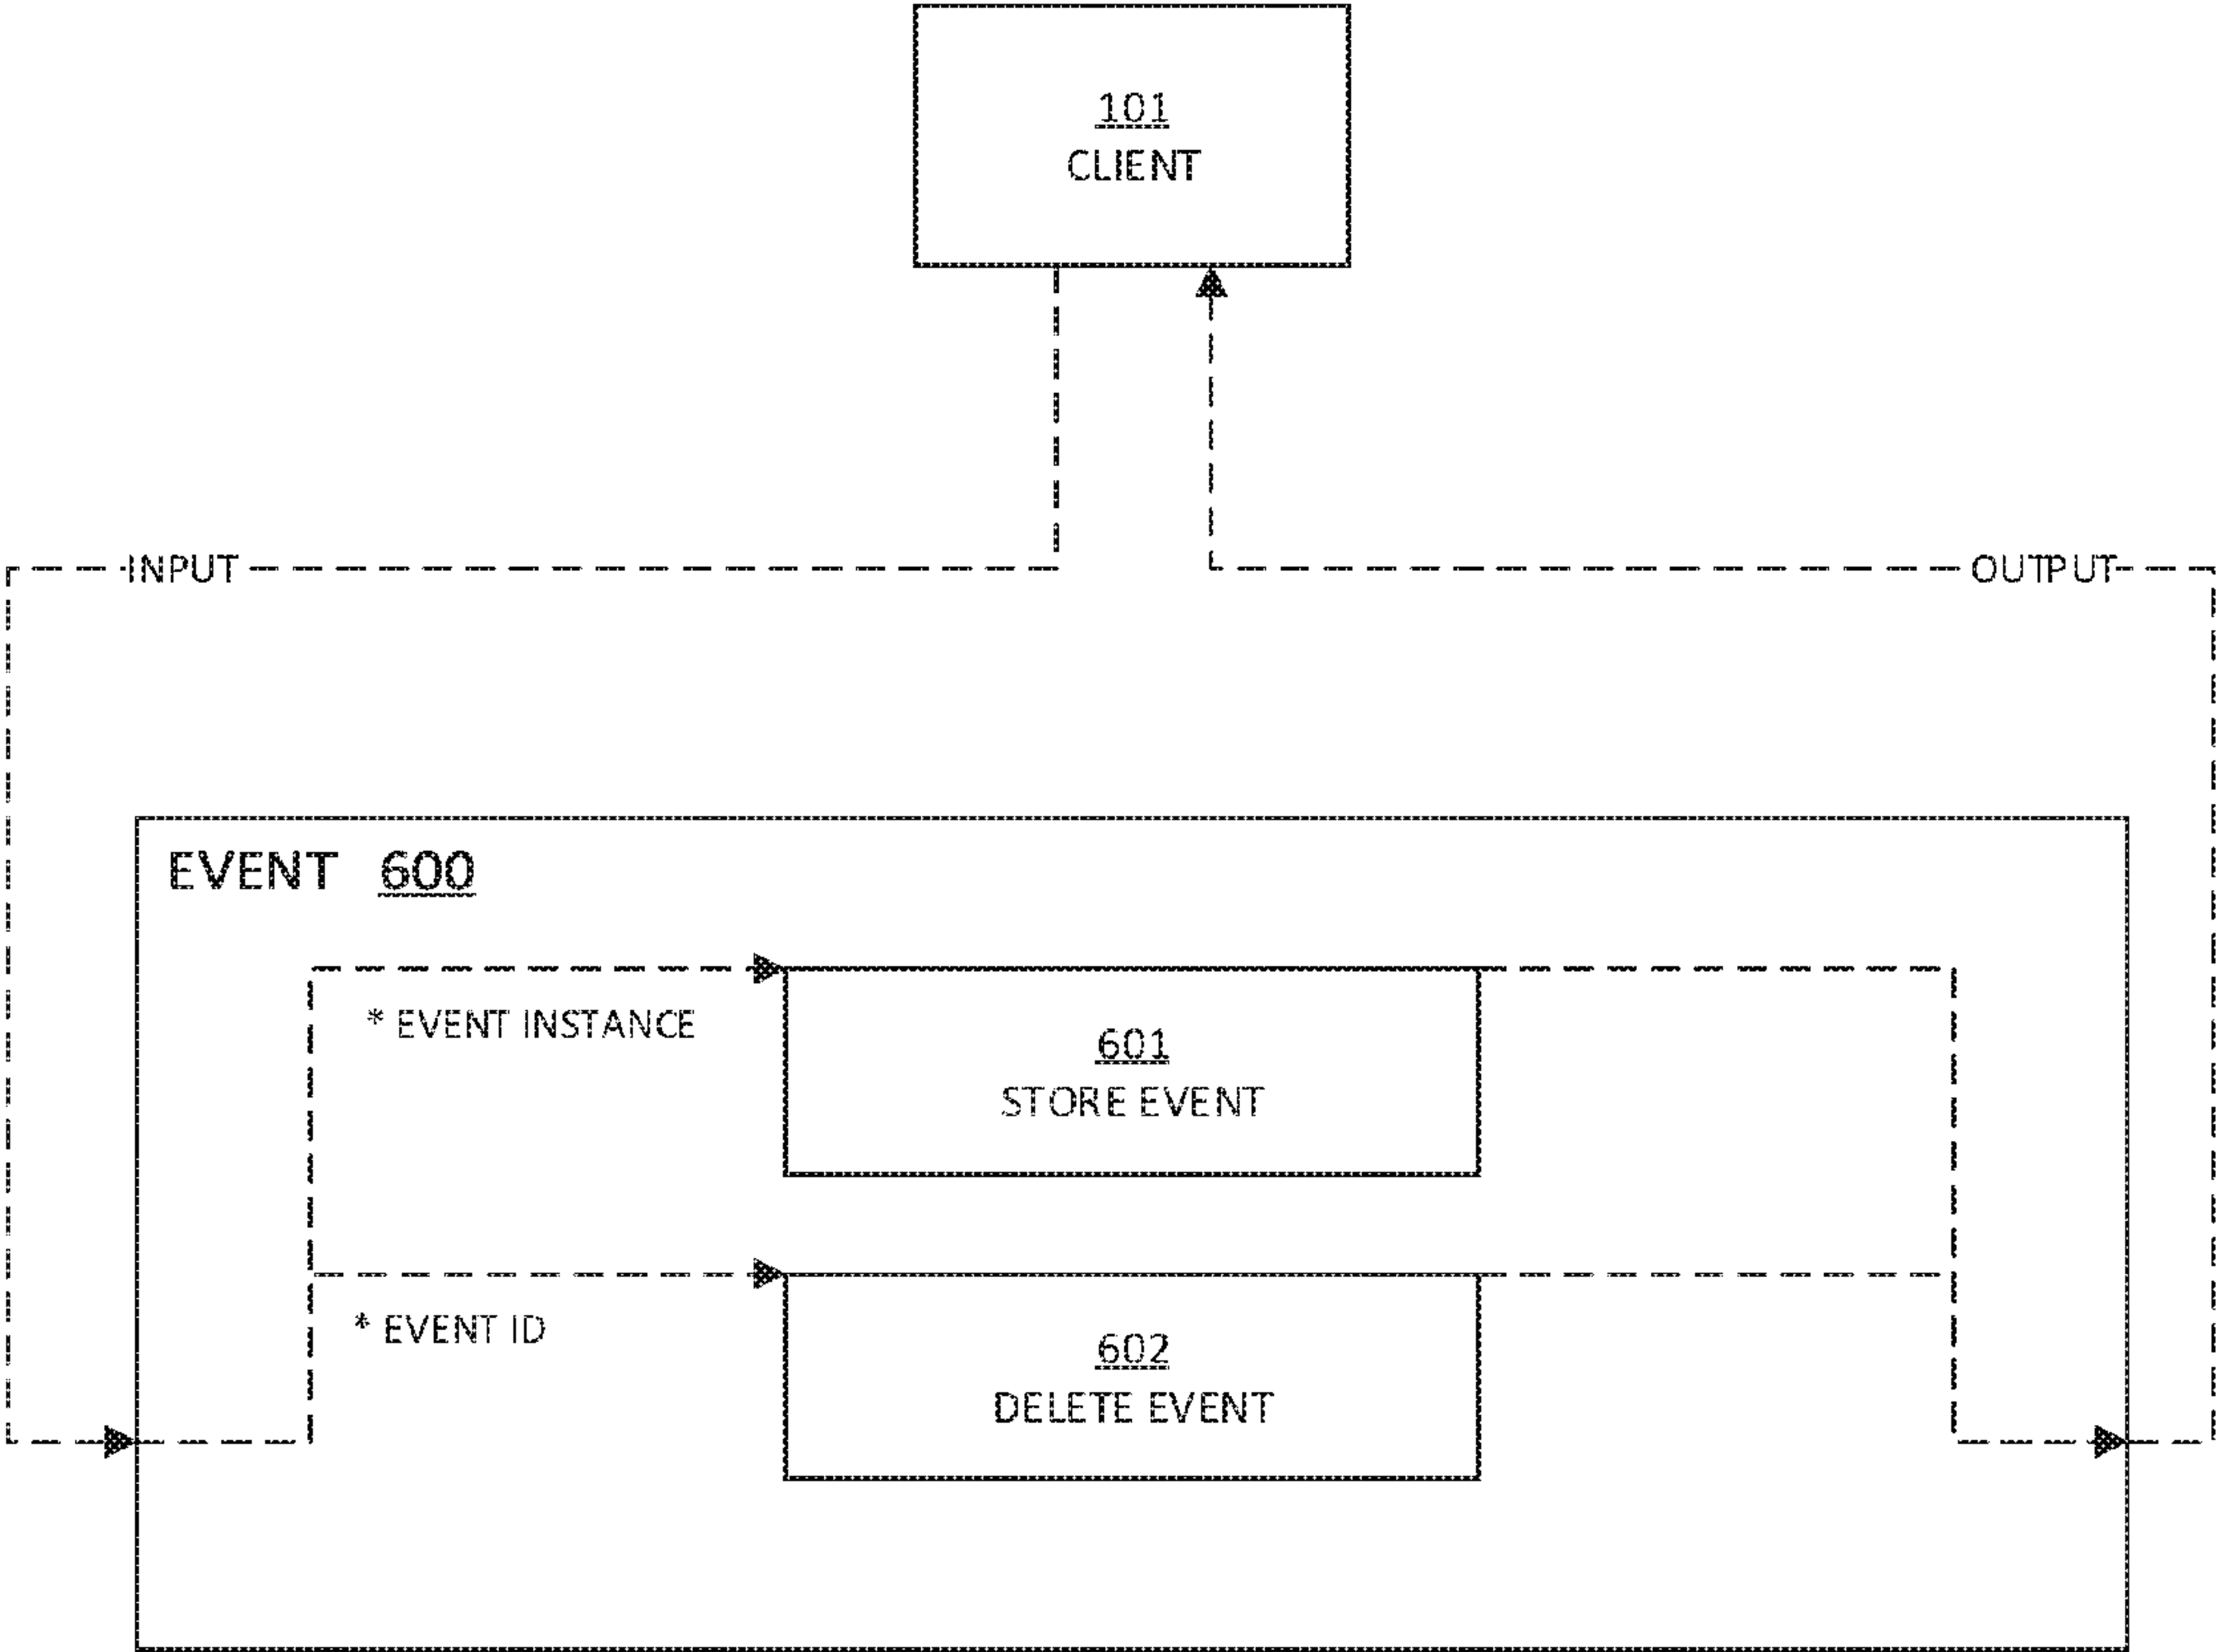 101
CLIENT
INPUT
OUTPUT
EVENT 600
* EVENT INSTANCE
601
STORE EVENT
* EVENT ID
602
DELETE EVENT